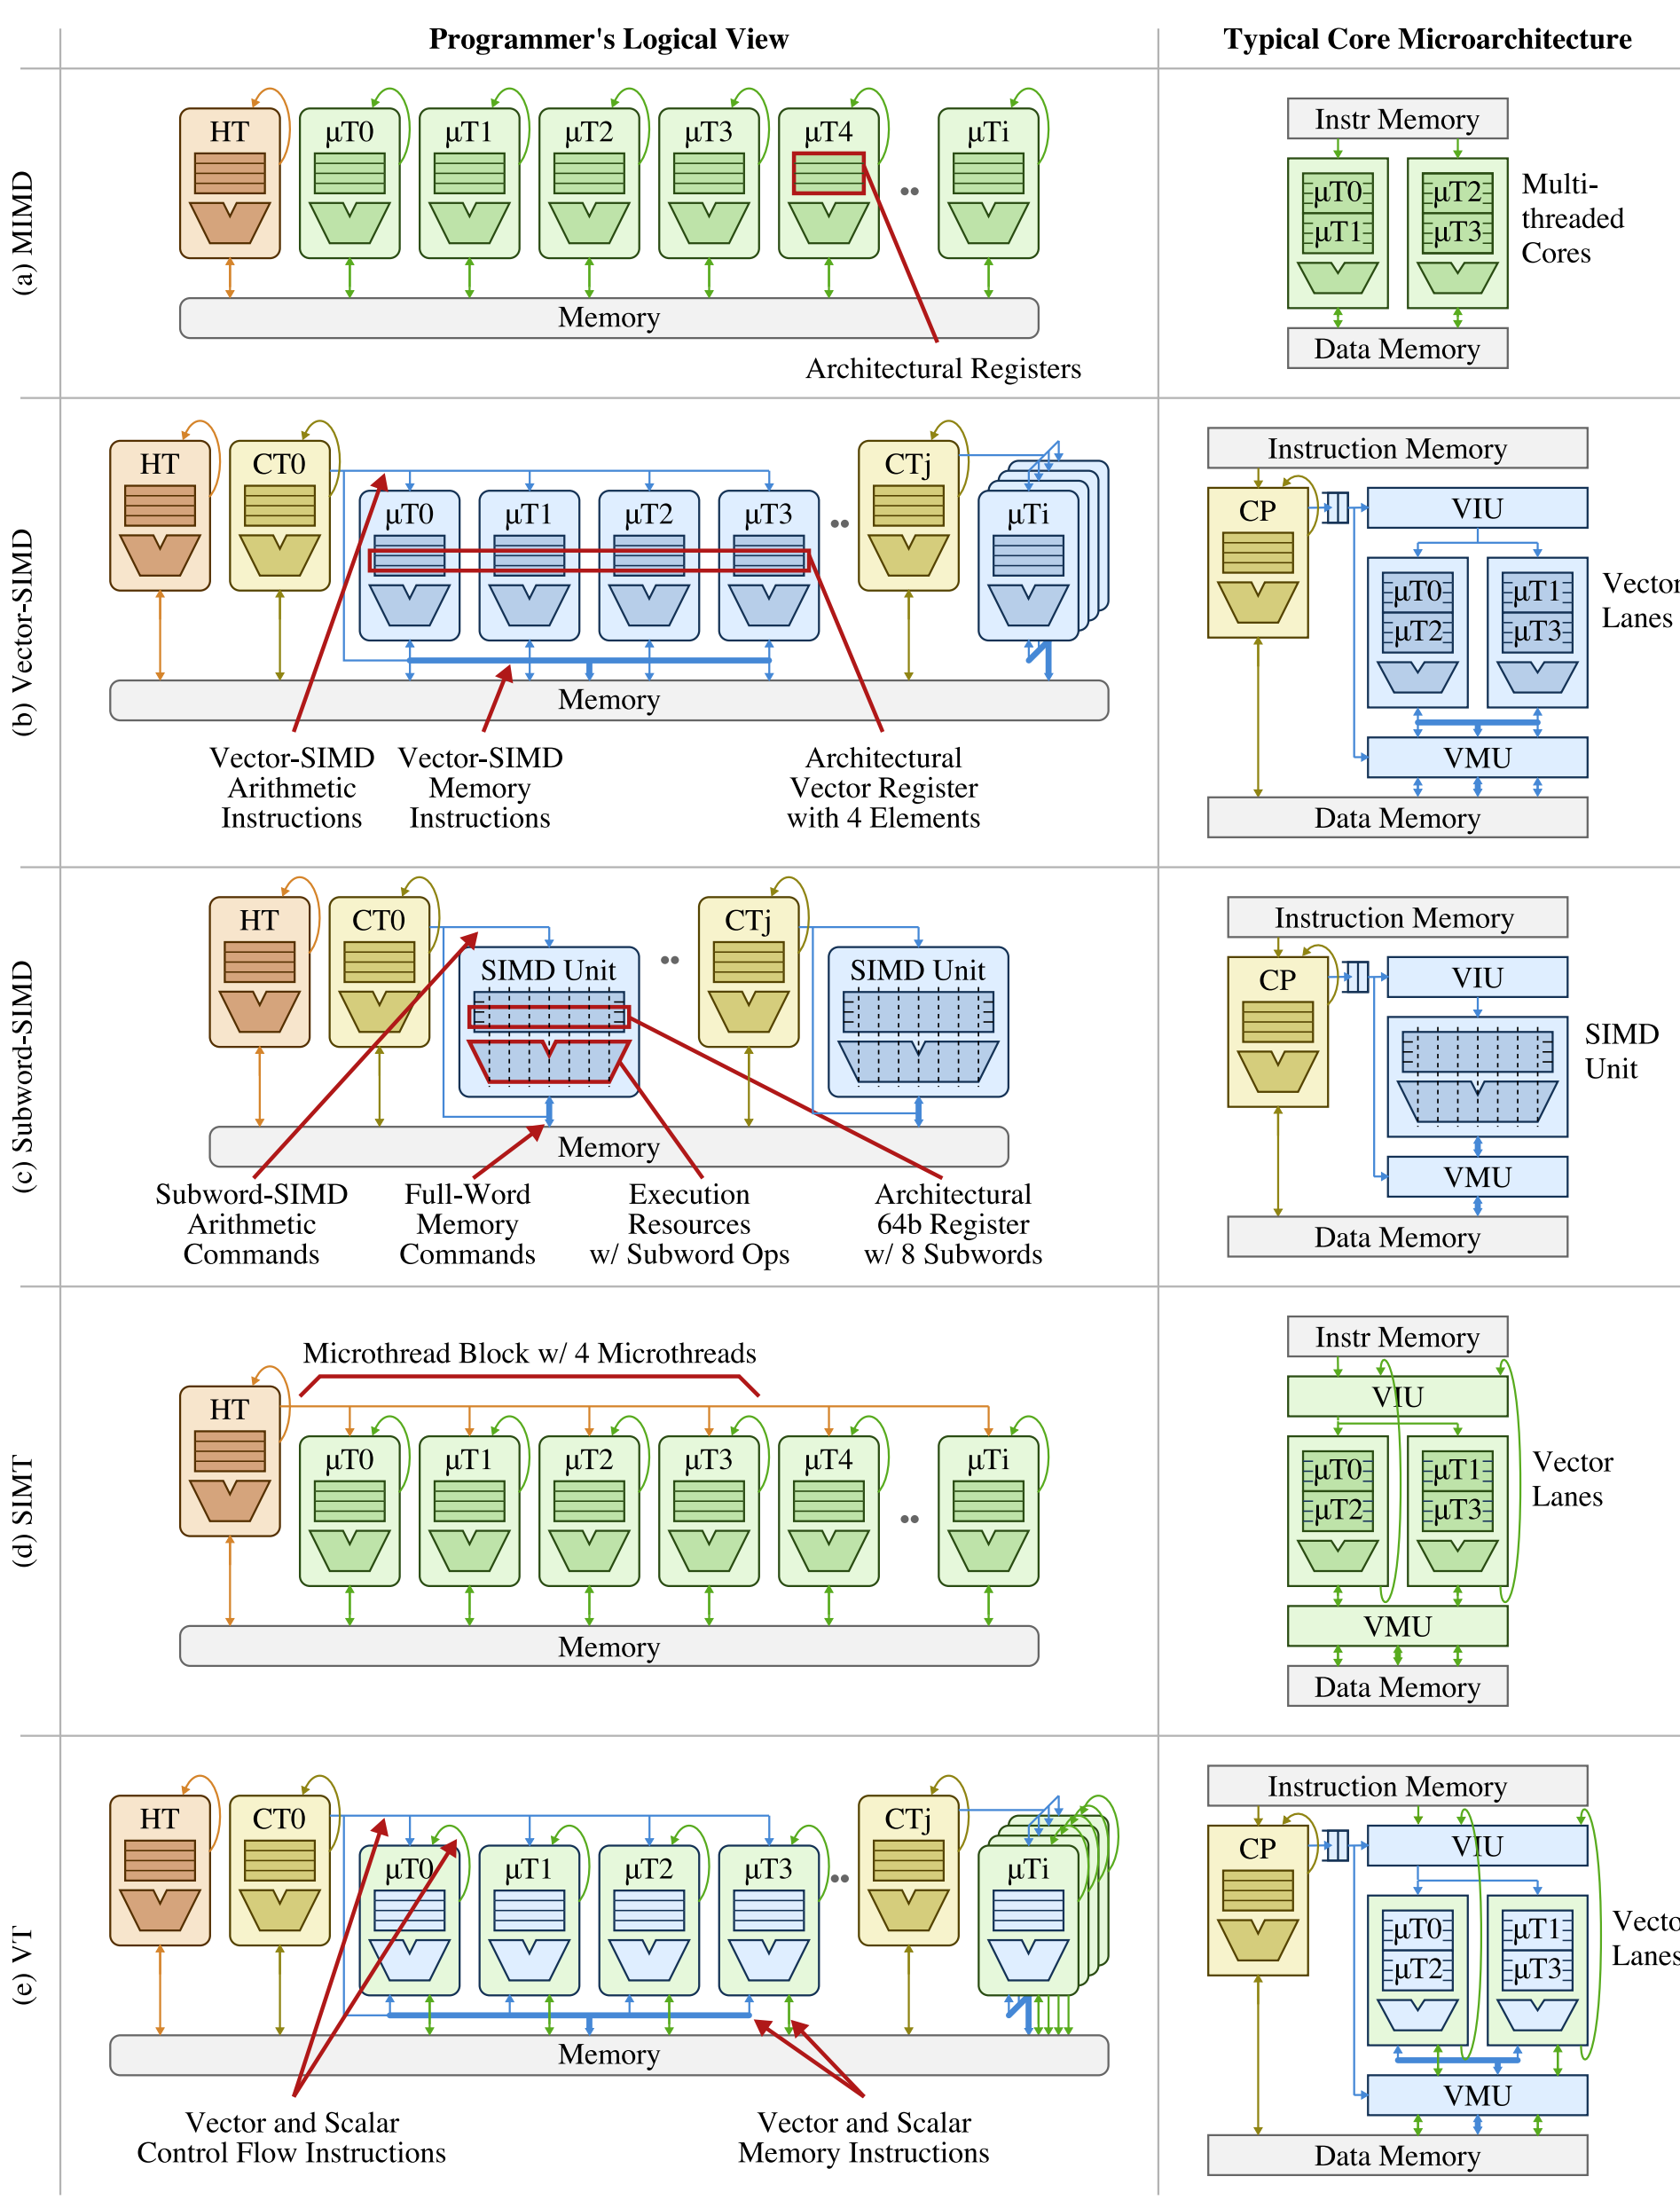 Programmer's Logical View
Typical Core Microarchitecture
(a) MIMD
HT
μT0
μT1
μT2
μT3
μT4
μTi
Memory
Architectural Registers
Instr Memory
μT0
μT1
μT2
μT3
Multi-
threaded
Cores
Data Memory
(b) Vector-SIMD
HT
CT0
μT0
μT1
μT2
μT3
CTj
μTi
Memory
Vector-SIMD
Arithmetic
Instructions
Vector-SIMD
Memory
Instructions
Architectural
Vector Register
with 4 Elements
Instruction Memory
CP
VIU
μT0
μT2
μT1
μT3
Vector
Lanes
VMU
Data Memory
(c) Subword-SIMD
HT
CT0
SIMD Unit
CTj
SIMD Unit
Memory
Subword-SIMD
Arithmetic
Commands
Full-Word
Memory
Commands
Execution
Resources
w/ Subword Ops
Architectural
64b Register
w/ 8 Subwords
Instruction Memory
CP
VIU
SIMD
Unit
VMU
Data Memory
(d) SIMT
Microthread Block w/ 4 Microthreads
HT
μT0
μT1
μT2
μT3
μT4
μTi
Memory
Instr Memory
VIU
μT0
μT2
μT1
μT3
Vector
Lanes
VMU
Data Memory
(e) VT
HT
CT0
μT0
μT1
μT2
μT3
CTj
μTi
Memory
Vector and Scalar
Control Flow Instructions
Vector and Scalar
Memory Instructions
Instruction Memory
CP
VIU
μT0
μT2
μT1
μT3
Vecto
Lanes
VMU
Data Memory